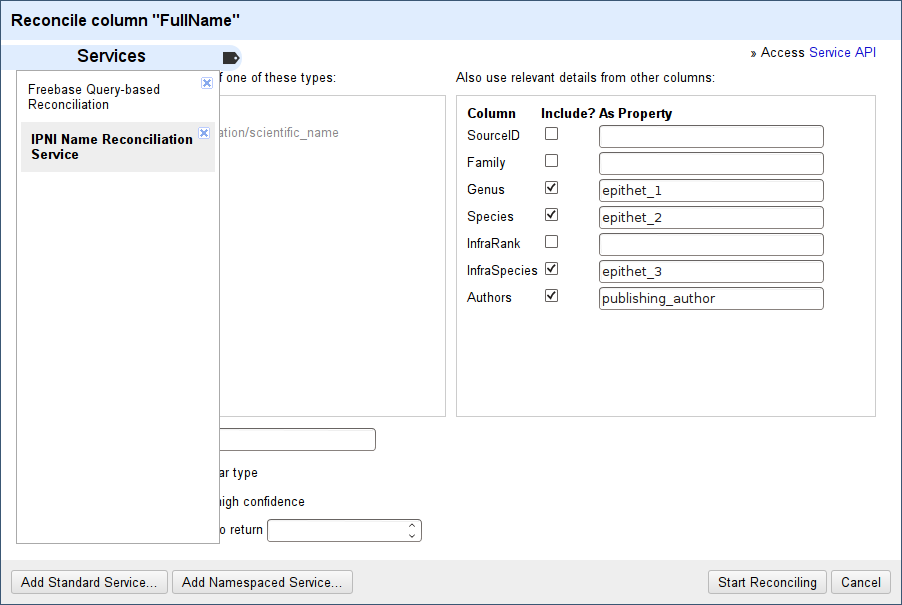 Reconcile column "FullName"
Services
» Access Service API
Freebase Query-based
Reconciliation
IPNI Name Reconciliation
Service
f one of these types:
ation/scientific_name
Also use relevant details from other columns:
Column Include? As Property
SourceID
Family
Genus epithet_1
Species epithet_2
InfraRank
InfraSpecies epithet_3
Authors publishing_author
ar type
high confidence
o return
Add Standard Service... Add Namespaced Service... Start Reconciling Cancel